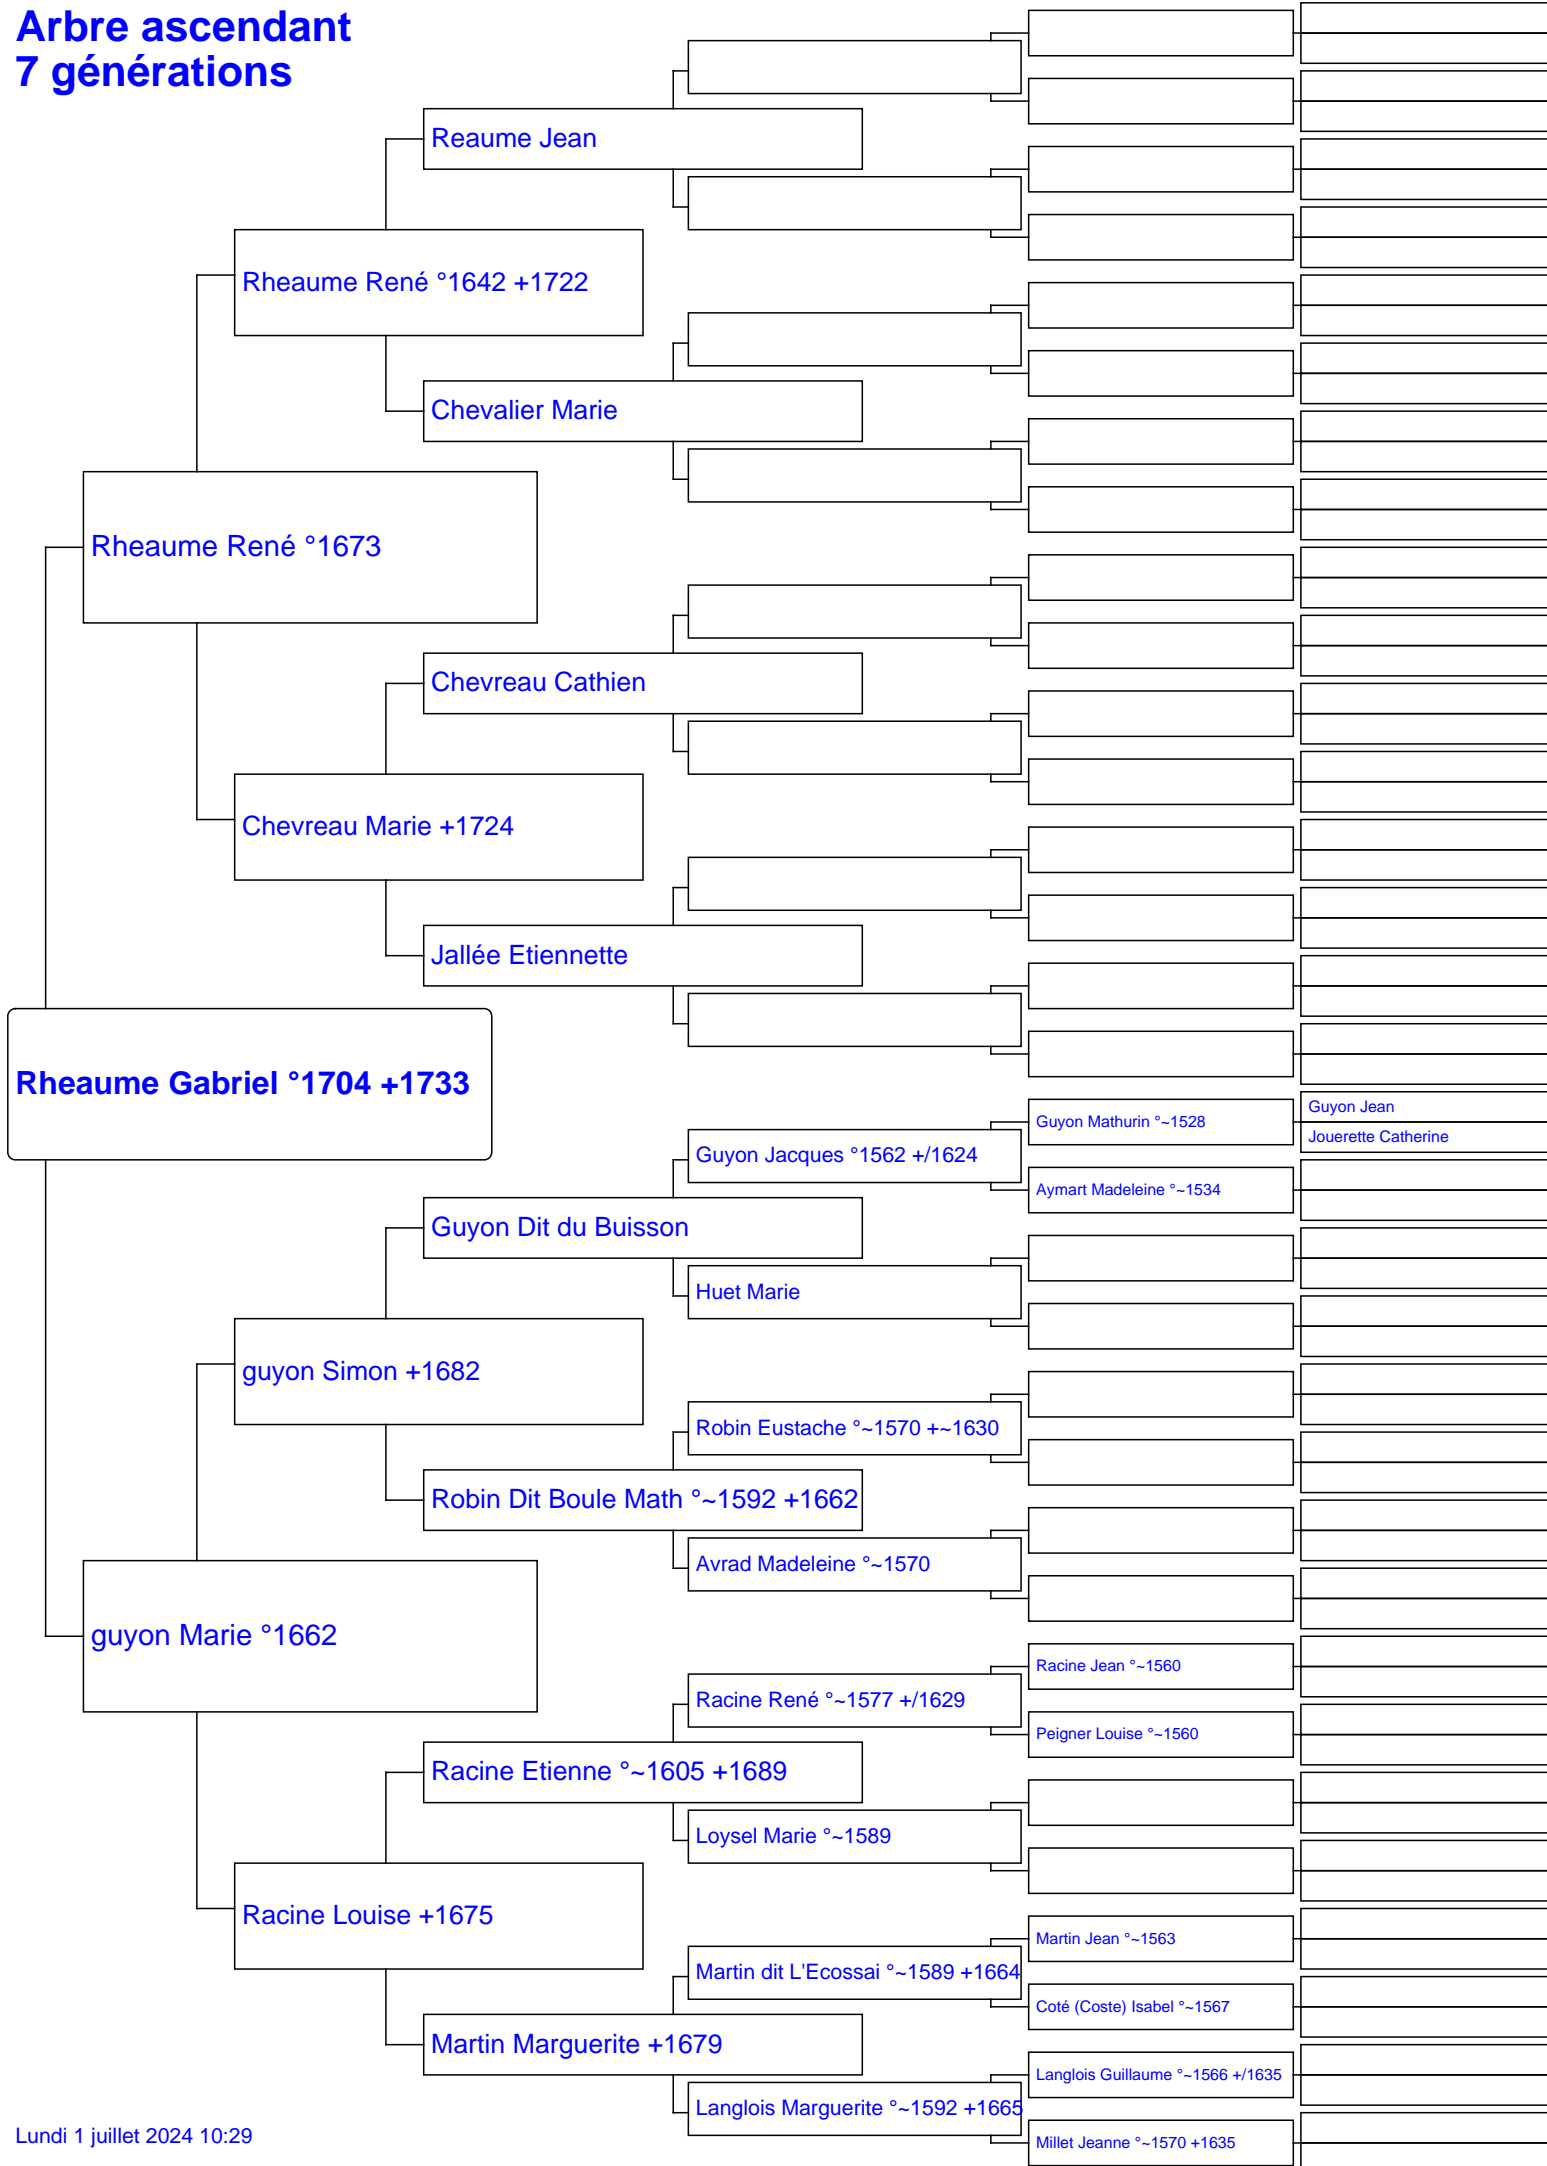 Arbre ascendant
7 générations
Reaume Jean
Rheaume René °1642 +1722
Chevalier Marie
Rheaume René °1673
Chevreau Cathien
Chevreau Marie +1724
Jallée Etiennette
Rheaume Gabriel °1704 +1733
Guyon Jean
Guyon Mathurin °~1528
Jouerette Catherine
Guyon Jacques °1562 +/1624
Aymart Madeleine °~1534
Guyon Dit du Buisson
Huet Marie
guyon Simon +1682
Robin Eustache °~1570 +~1630
Robin Dit Boule Math °~1592 +1662
Avrad Madeleine °~1570
guyon Marie °1662
Racine Jean °~1560
Racine René °~1577 +/1629
Peigner Louise °~1560
Racine Etienne °~1605 +1689
Loysel Marie °~1589
Racine Louise +1675
Martin Jean °~1563
Martin dit L'Ecossai °~1589 +1664
Coté (Coste) Isabel °~1567
Martin Marguerite +1679
Langlois Guillaume °~1566 +/1635
Langlois Marguerite °~1592 +1665
Millet Jeanne °~1570 +1635
Lundi 1 juillet 2024 10:29